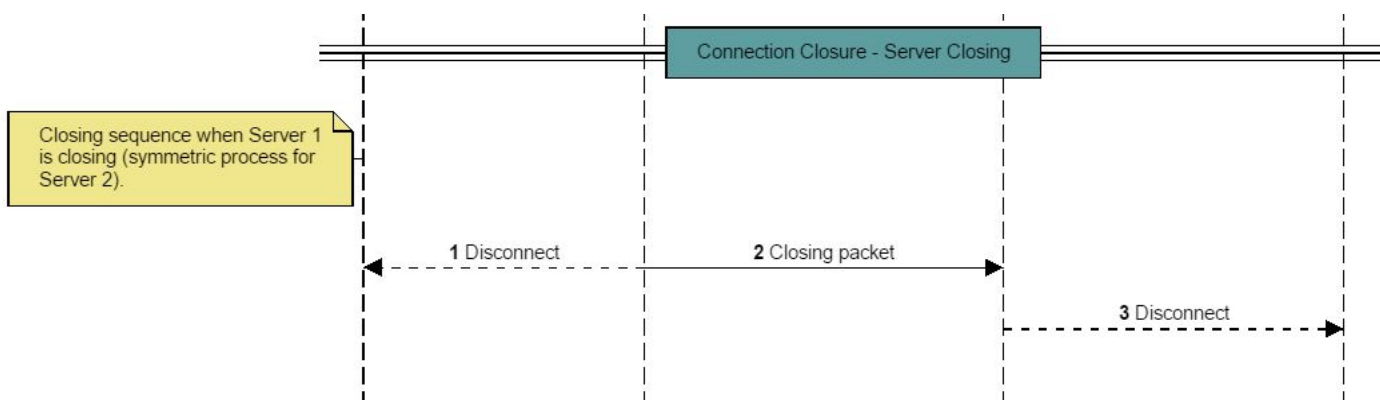 Connection Closure - Server Closing
Closing sequence when Server 1
is closing (symmetric process for
Server 2).
1 Disconnect
2 Closing packet
3 Disconnect